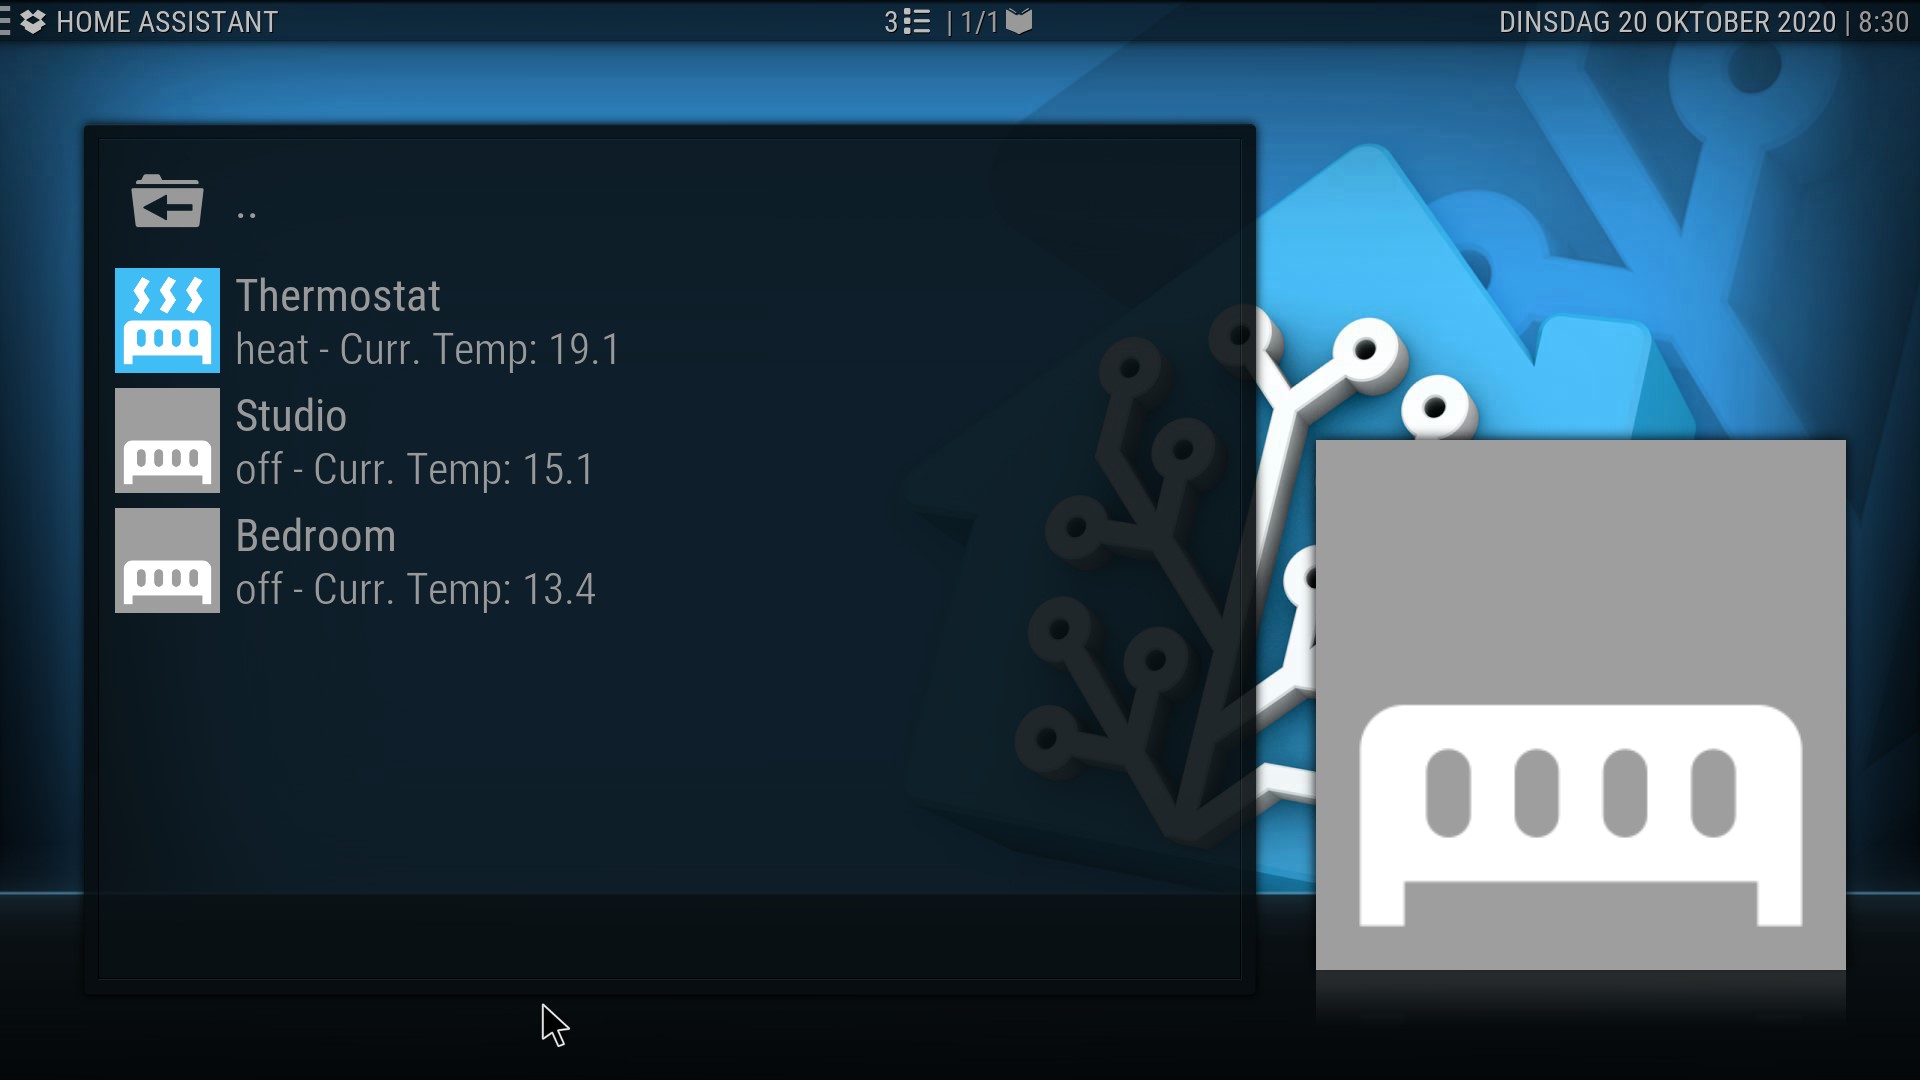 HOME ASSISTANT
3 | 1/1
DINSDAG 20 OKTOBER 2020 | 8:30
..
Thermostat
heat - Curr. Temp: 19.1
Studio
off - Curr. Temp: 15.1
Bedroom
off - Curr. Temp: 13.4